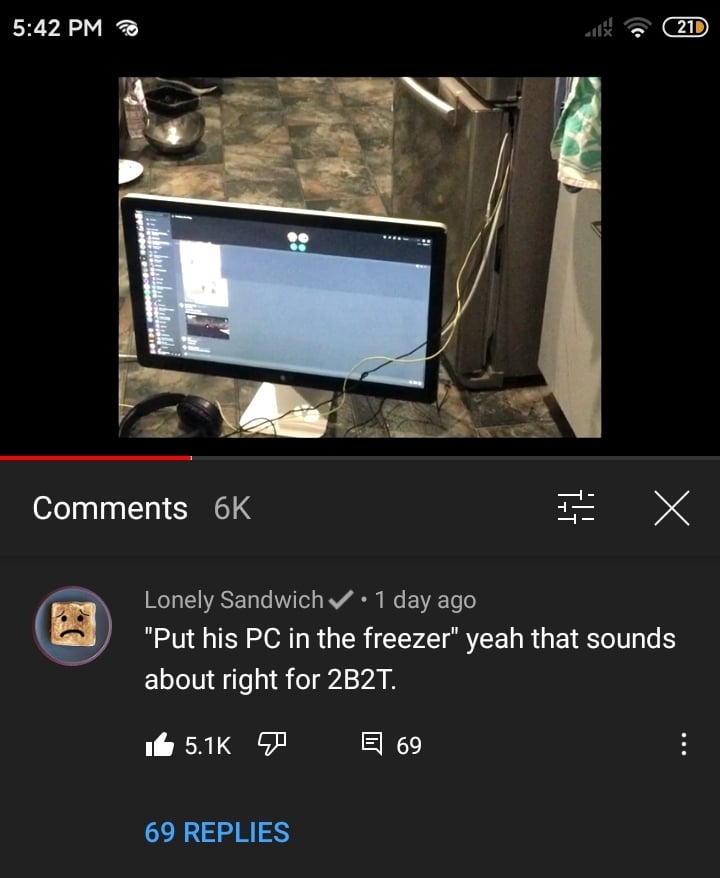 5:42 PM
21
Comments 6K
Lonely Sandwich • 1 day ago
"Put his PC in the freezer" yeah that sounds
about right for 2B2T.
5.1K 69
69 REPLIES